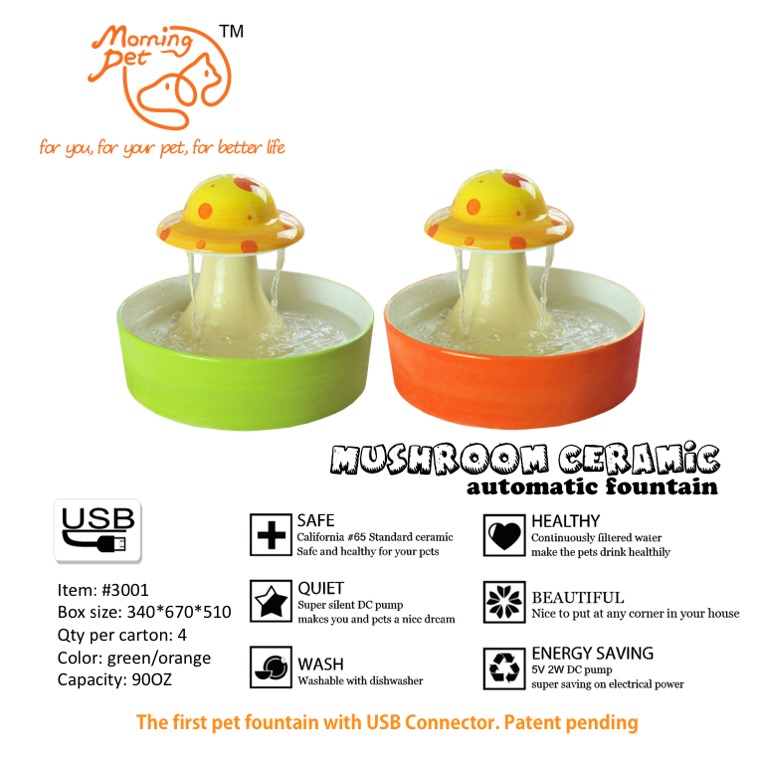 Morning
Pet
TM
for you, for your pet, for better life
MUSHROOM CERAMiC
automatic fountain
USB
Item: #3001
Box size: 340*670*510
Qty per carton: 4
Color: green/orange
Capacity: 90OZ
SAFE
California #65 Standard ceramic
Safe and healthy for your pets
QUIET
Super silent DC pump
makes you and pets a nice dream
WASH
Washable with dishwasher
HEALTHY
Continuously filtered water
make the pets drink healthily
BEAUTIFUL
Nice to put at any corner in your house
ENERGY SAVING
5V 2W DC pump
super saving on electrical power
The first pet fountain with USB Connector. Patent pending